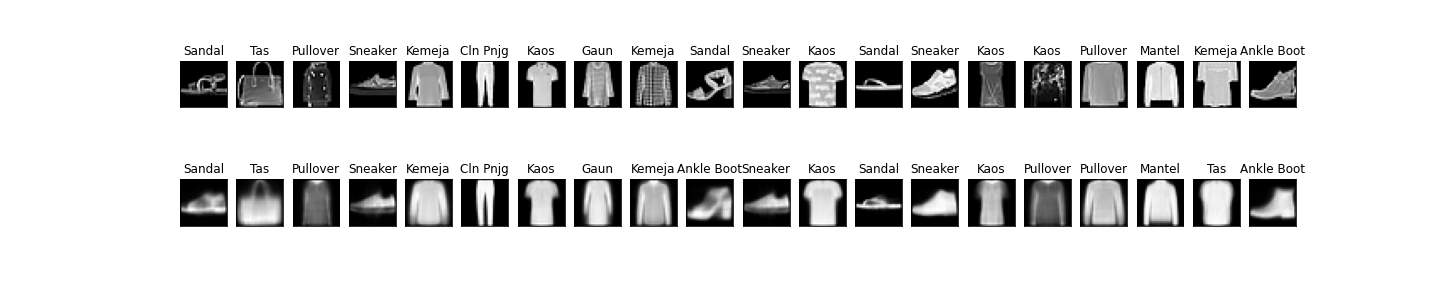 Sandal Tas Pullover Sneaker Kemeja Cln Pnjg Kaos Gaun Kemeja Sandal Sneaker Kaos Sandal Sneaker Kaos Kaos Pullover Mantel Kemeja Ankle Boot
Sandal Tas Pullover Sneaker Kemeja Cln Pnjg Kaos Gaun Kemeja Ankle Boot Sneaker Kaos Sandal Sneaker Kaos Pullover Pullover Mantel Tas Ankle Boot